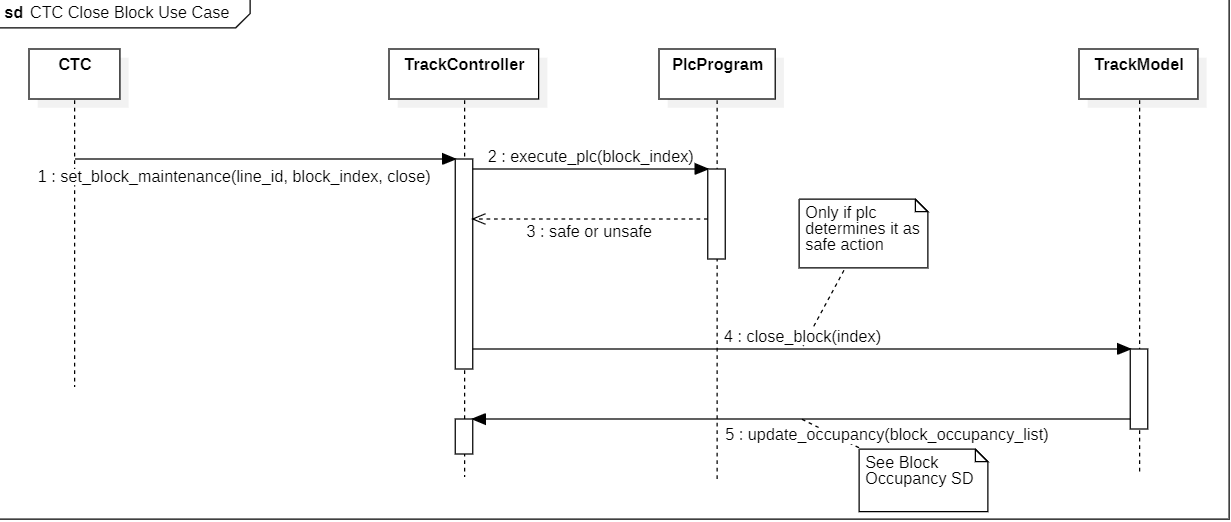 sd CTC Close Block Use Case
CTC
TrackController
PlcProgram
TrackModel
2 : execute_plc(block_index)
1 : set_block_maintenance(line_id, block_index, close)
Only if plc
determines it as
safe action
3 : safe or unsafe
4 : close_block(index)
5 : update_occupancy(block_occupancy_list)
See Block
Occupancy SD